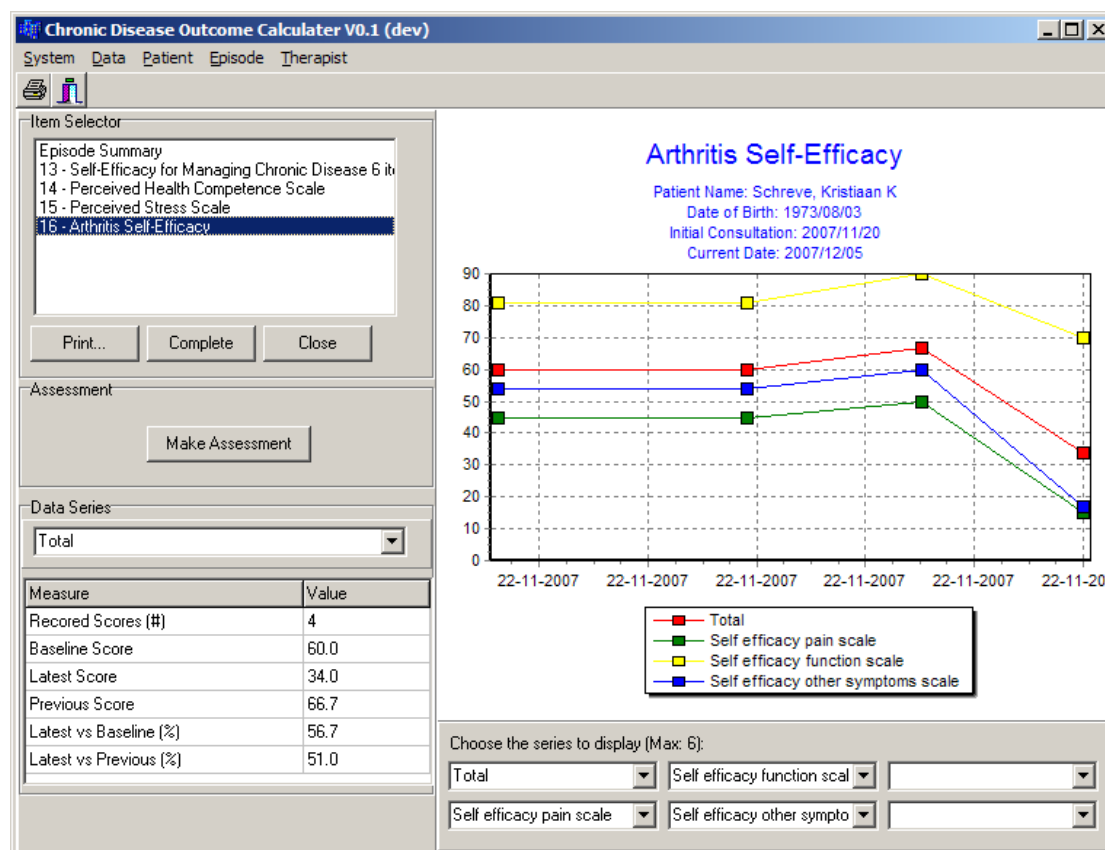 Chronic Disease Outcome Calculater V0.1 (dev)
System Data Patient Episode Therapist
Item Selector
Episode Summary
13 - Self-Efficacy for Managing Chronic Disease 6 it
14 - Perceived Health Competence Scale
15 - Perceived Stress Scale
16 - Arthritis Self-Efficacy
Print... Complete Close
Assessment
Make Assessment
Data Series
Total
Measure Value
Recored Scores (#) 4
Baseline Score 60.0
Latest Score 34.0
Previous Score 66.7
Latest vs Baseline (%) 56.7
Latest vs Previous (%) 51.0
Arthritis Self-Efficacy
Patient Name: Schreve, Kristiaan K
Date of Birth: 1973/08/03
Initial Consultation: 2007/11/20
Current Date: 2007/12/05
90
80
70
60
50
40
30
20
10
0
22-11-2007 22-11-2007 22-11-2007 22-11-2007 22-11-2007 22-11-20
Total
Self efficacy pain scale
Self efficacy function scale
Self efficacy other symptoms scale
Choose the series to display (Max: 6):
Total Self efficacy function scal
Self efficacy pain scale Self efficacy other sympto